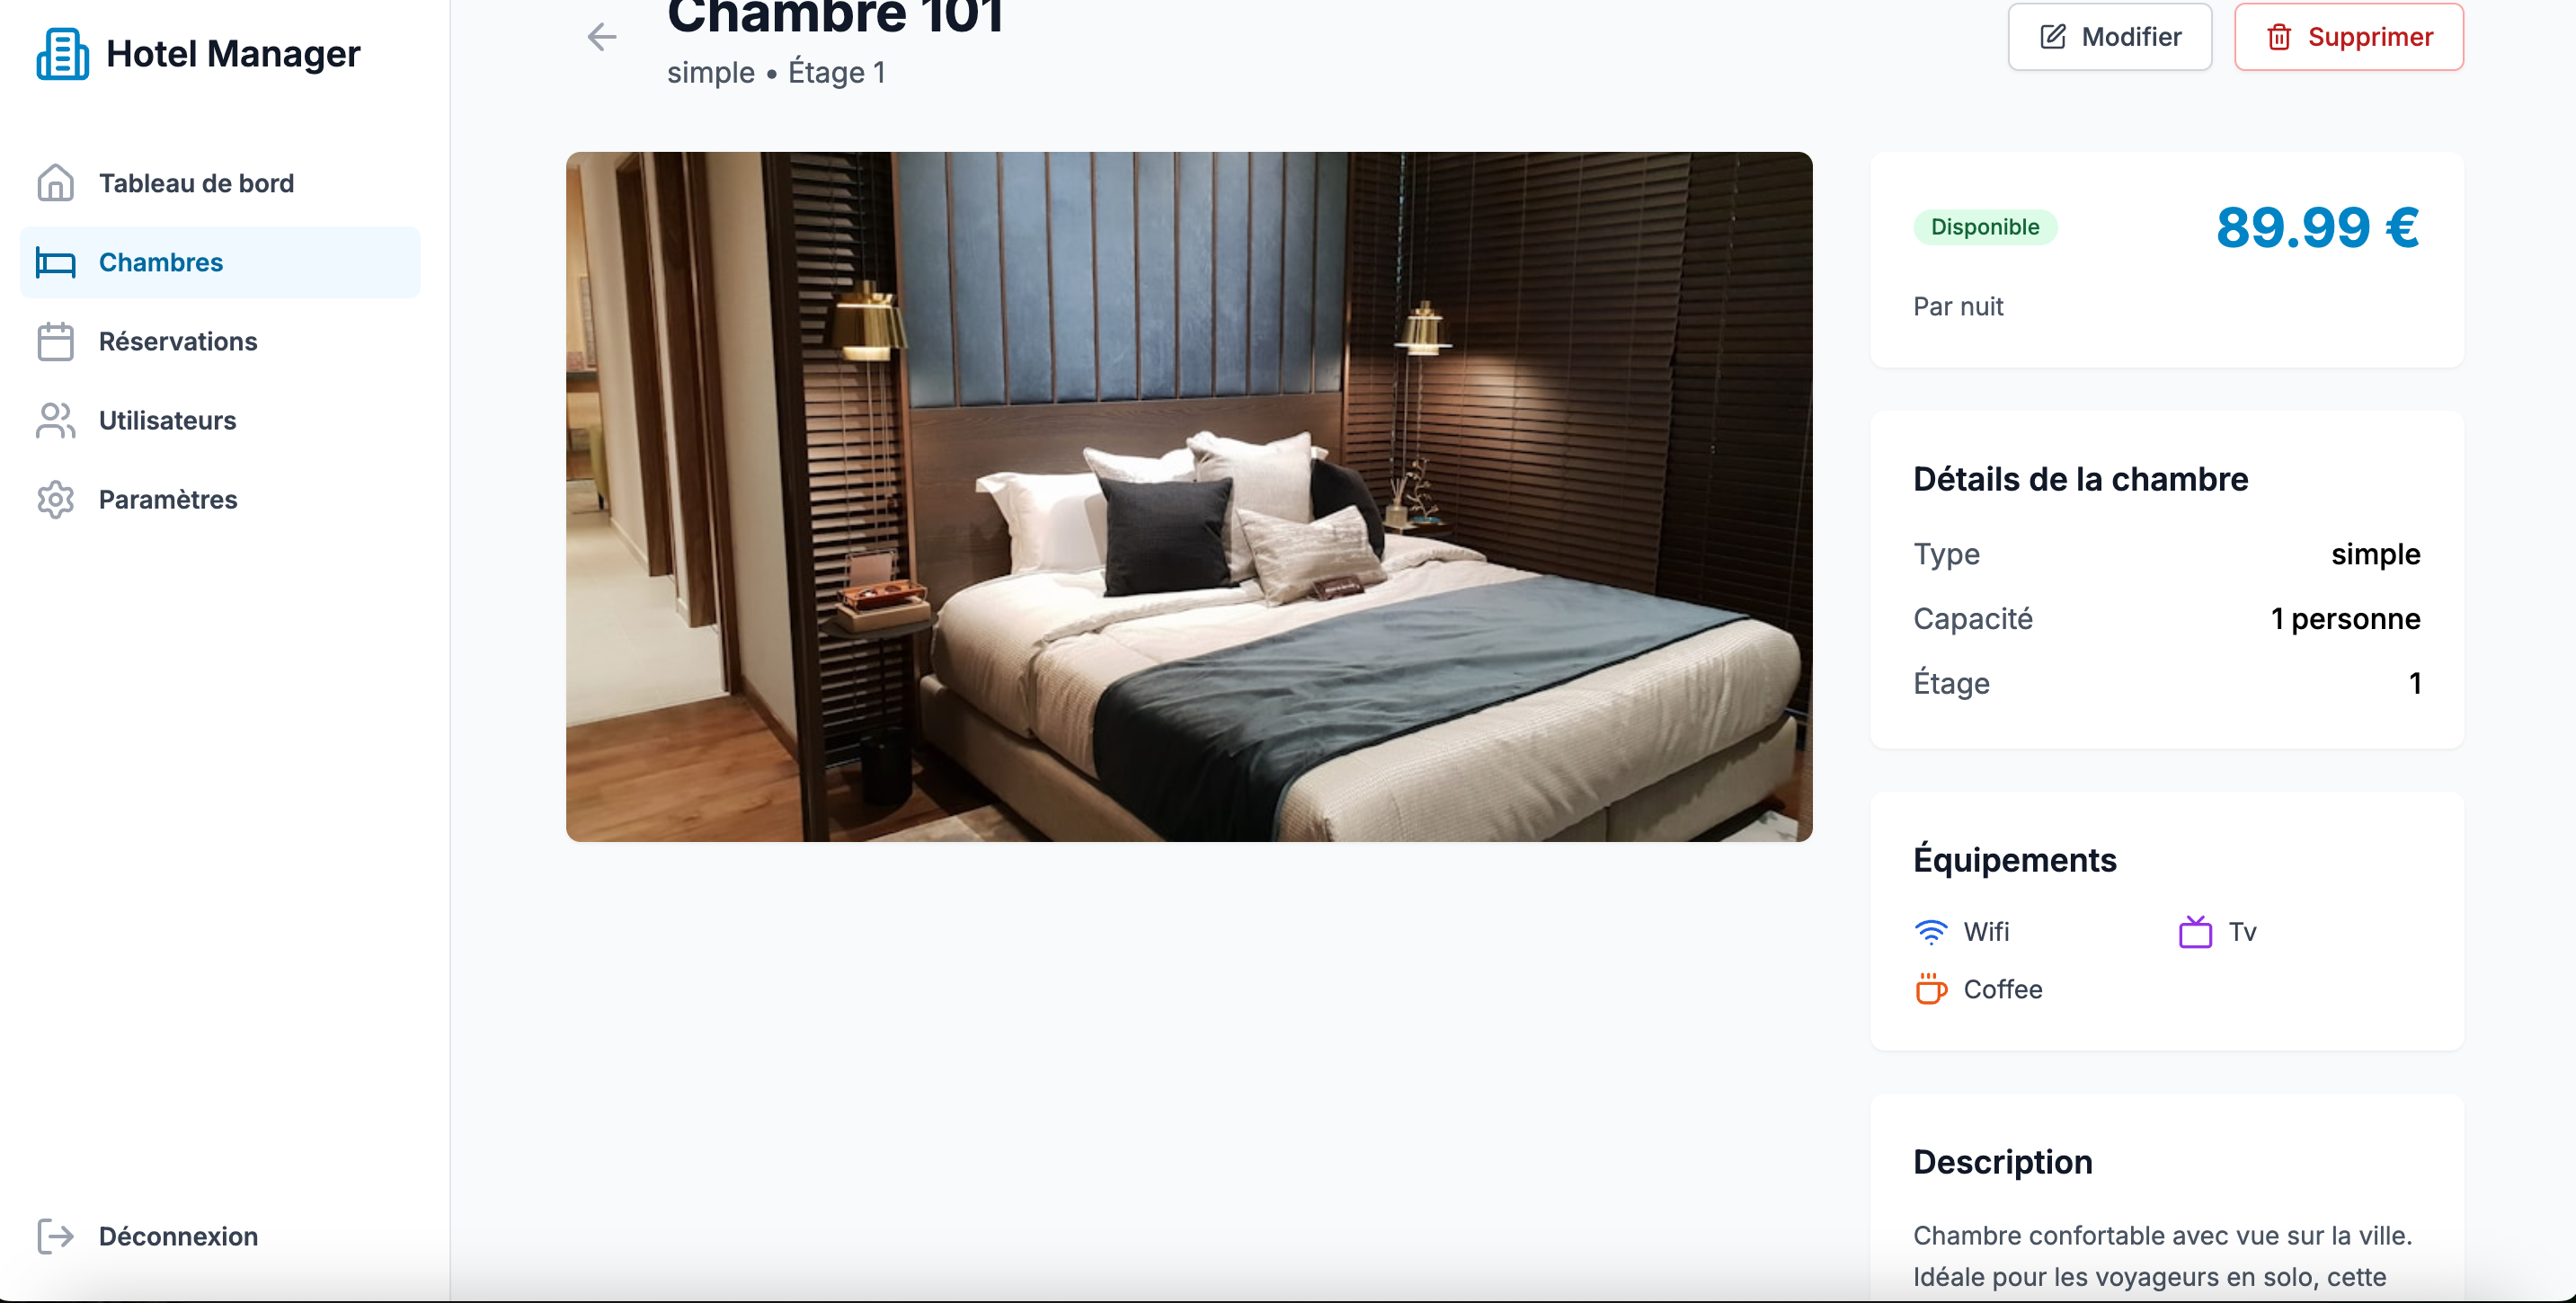 Hotel Manager
Tableau de bord
Chambres
Réservations
Utilisateurs
Paramètres
Déconnexion
Chambre 101
simple • Étage 1
Modifier
Supprimer
Disponible
89.99 €
Par nuit
Détails de la chambre
Type simple
Capacité 1 personne
Étage 1
Équipements
Wifi Tv
Coffee
Description
Chambre confortable avec vue sur la ville.
Idéale pour les voyageurs en solo, cette